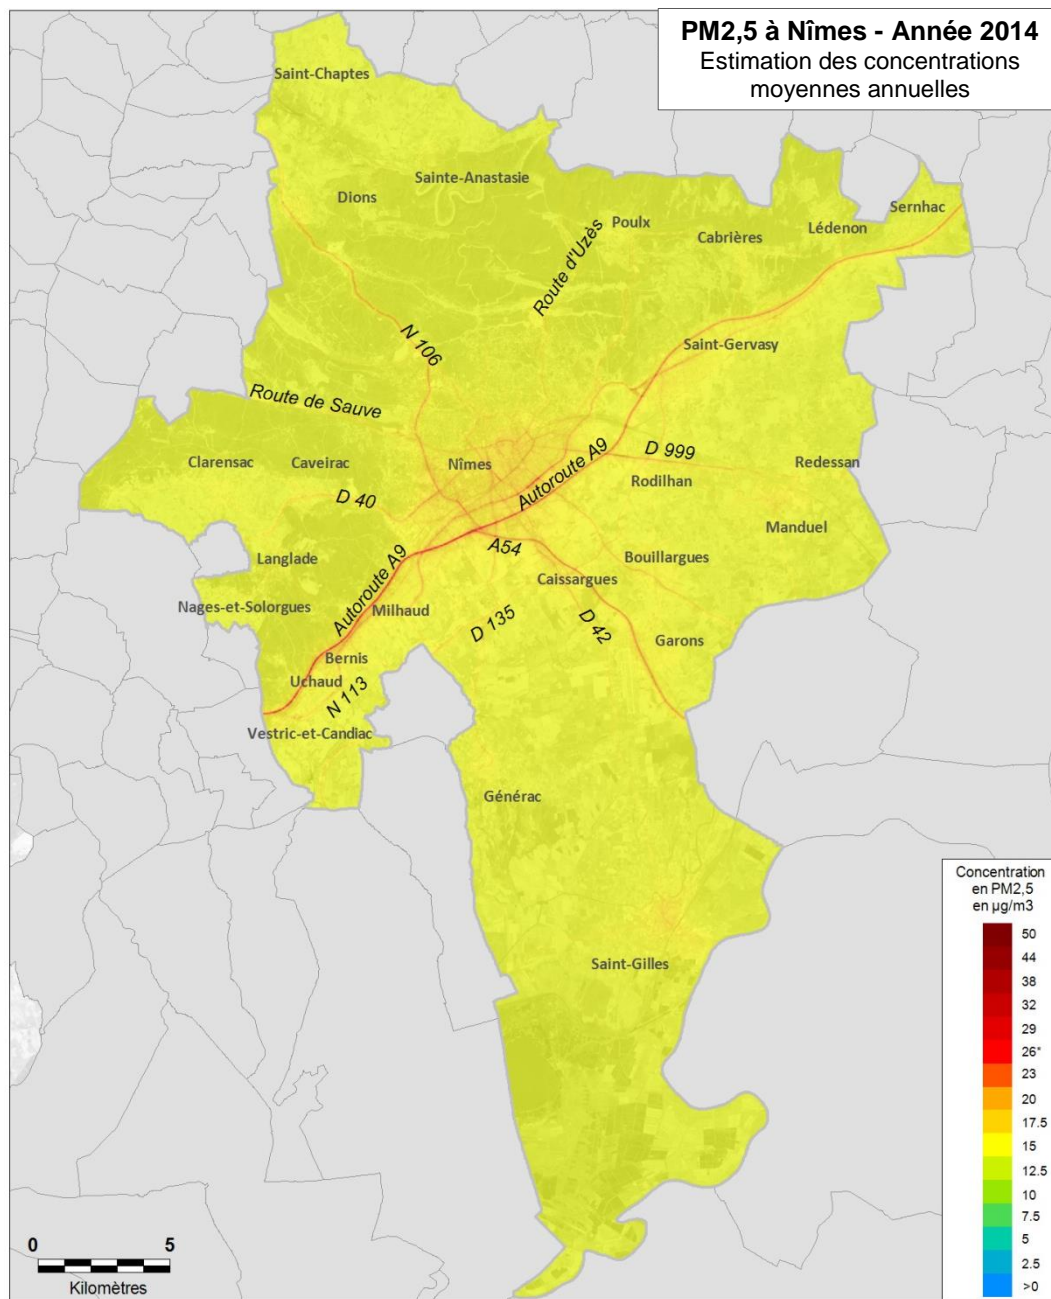 PM2,5 à Nîmes - Année 2014
Estimation des concentrations
moyennes annuelles
Saint-Chaptes
Sainte-Anastasie
Dions
Sernhac
Poulx
Lédenon
Cabrières
Route d'Uzès
N 106
Saint-Gervasy
Route de Sauve
Clarensac
Caveirac
Nîmes
Autoroute A9
D 999
Redessan
Rodilhan
D 40
Manduel
A54
Langlade
Bouillargues
Caissargues
Autoroute A9
Nages-et-Solorgues
Milhaud
D 135
D 42
Garons
Bernis
Uchaud
N 113
Vestric-et-Candiac
Générac
Saint-Gilles
Concentration
en PM2,5
en µg/m3
50
44
38
32
29
26*
23
20
17.5
15
12.5
10
7.5
5
2.5
>0
0 5
Kilomètres